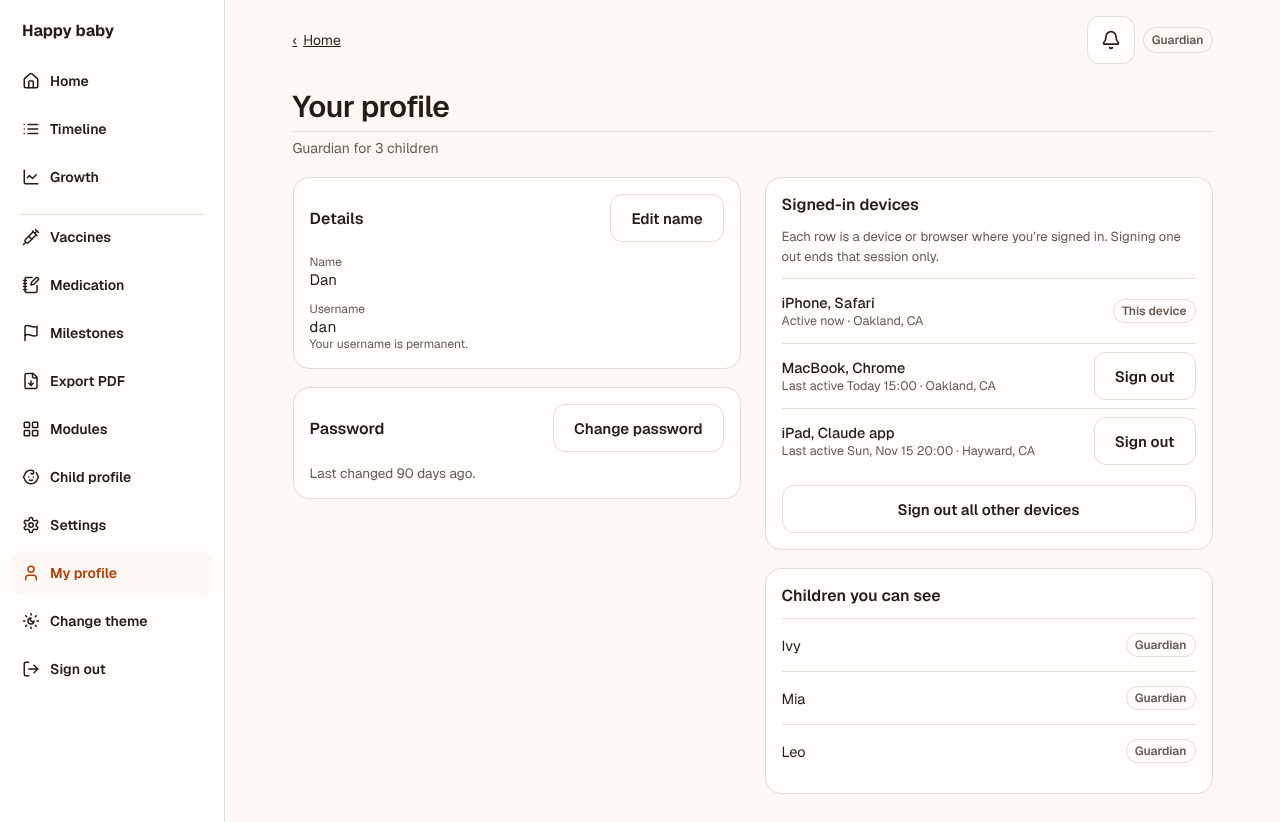 Happy baby
Home
Timeline
Growth
Vaccines
Medication
Milestones
Export PDF
Modules
Child profile
Settings
My profile
Change theme
Sign out
‹ Home
Guardian
Your profile
Guardian for 3 children
Details
Edit name
Name
Dan
Username
dan
Your username is permanent.
Password
Change password
Last changed 90 days ago.
Signed-in devices
Each row is a device or browser where you’re signed in. Signing one
out ends that session only.
iPhone, Safari
Active now · Oakland, CA
This device
MacBook, Chrome
Last active Today 15:00 · Oakland, CA
Sign out
iPad, Claude app
Last active Sun, Nov 15 20:00 · Hayward, CA
Sign out
Sign out all other devices
Children you can see
Ivy
Guardian
Mia
Guardian
Leo
Guardian